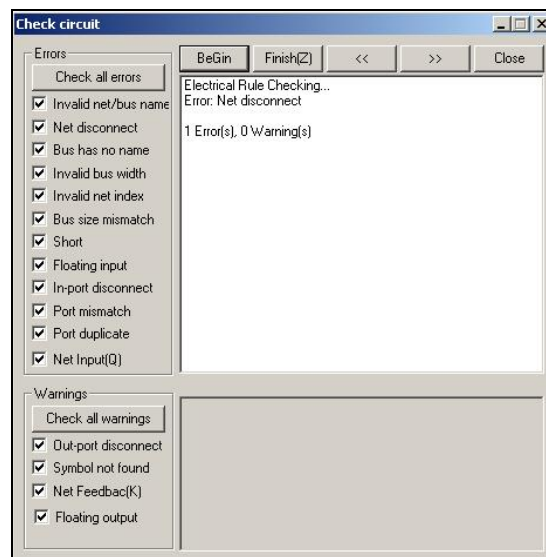 Check circuit
Errors
Check all errors
Invalid net/bus name
Net disconnect
Bus has no name
Invalid bus width
Invalid net index
Bus size mismatch
Short
Floating input
In-port disconnect
Port mismatch
Port duplicate
Net Input(Q)
Warnings
Check all warnings
Out-port disconnect
Symbol not found
Net Feedbac(K)
Floating output
BeGin
Finish(Z)
<<
>>
Close
Electrical Rule Checking...
Error: Net disconnect
1 Error(s), 0 Warning(s)